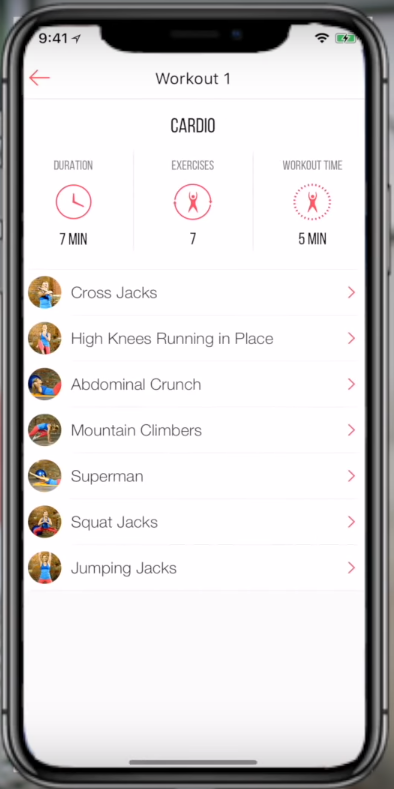 9:41
Workout 1
CARDIO
DURATION EXERCISES WORKOUT TIME
7 MIN 7 5 MIN
Cross Jacks
High Knees Running in Place
Abdominal Crunch
Mountain Climbers
Superman
Squat Jacks
Jumping Jacks